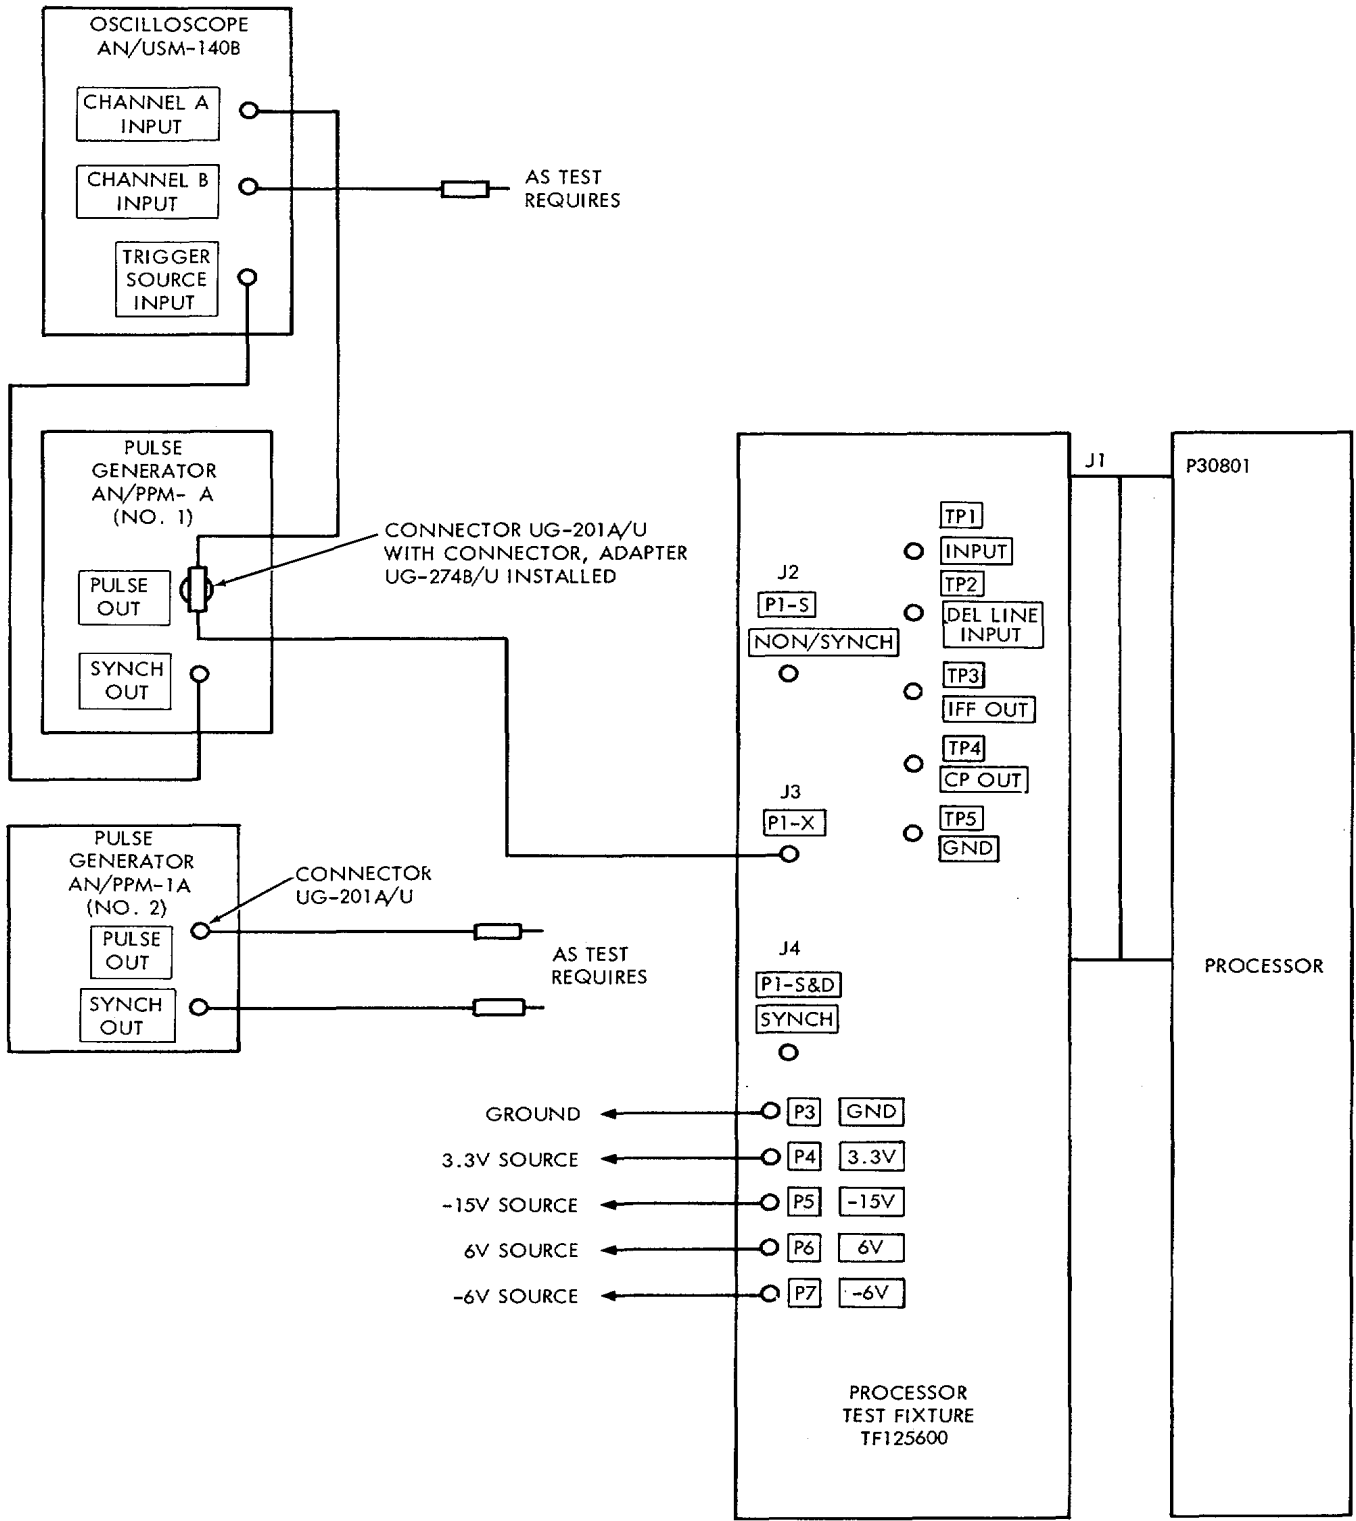 OSCILLOSCOPE
AN/USM-140B
CHANNEL A
INPUT
CHANNEL B
INPUT
TRIGGER
SOURCE
INPUT
AS TEST
REQUIRES
PULSE
GENERATOR
AN/PPM- A
(NO. 1)
PULSE
OUT
SYNCH
OUT
CONNECTOR UG-201A/U
WITH CONNECTOR, ADAPTER
UG-274B/U INSTALLED
PULSE
GENERATOR
AN/PPM-1A
(NO. 2)
PULSE
OUT
SYNCH
OUT
CONNECTOR
UG-201A/U
AS TEST
REQUIRES
J2
P1-S
NON/SYNCH
J3
P1-X
J4
P1-S&D
SYNCH
TP1
INPUT
TP2
DEL LINE
INPUT
TP3
IFF OUT
TP4
CP OUT
TP5
GND
GROUND
P3 GND
3.3V SOURCE
P4 3.3V
-15V SOURCE
P5 -15V
6V SOURCE
P6 6V
-6V SOURCE
P7 -6V
PROCESSOR
TEST FIXTURE
TF125600
J1
P30801
PROCESSOR